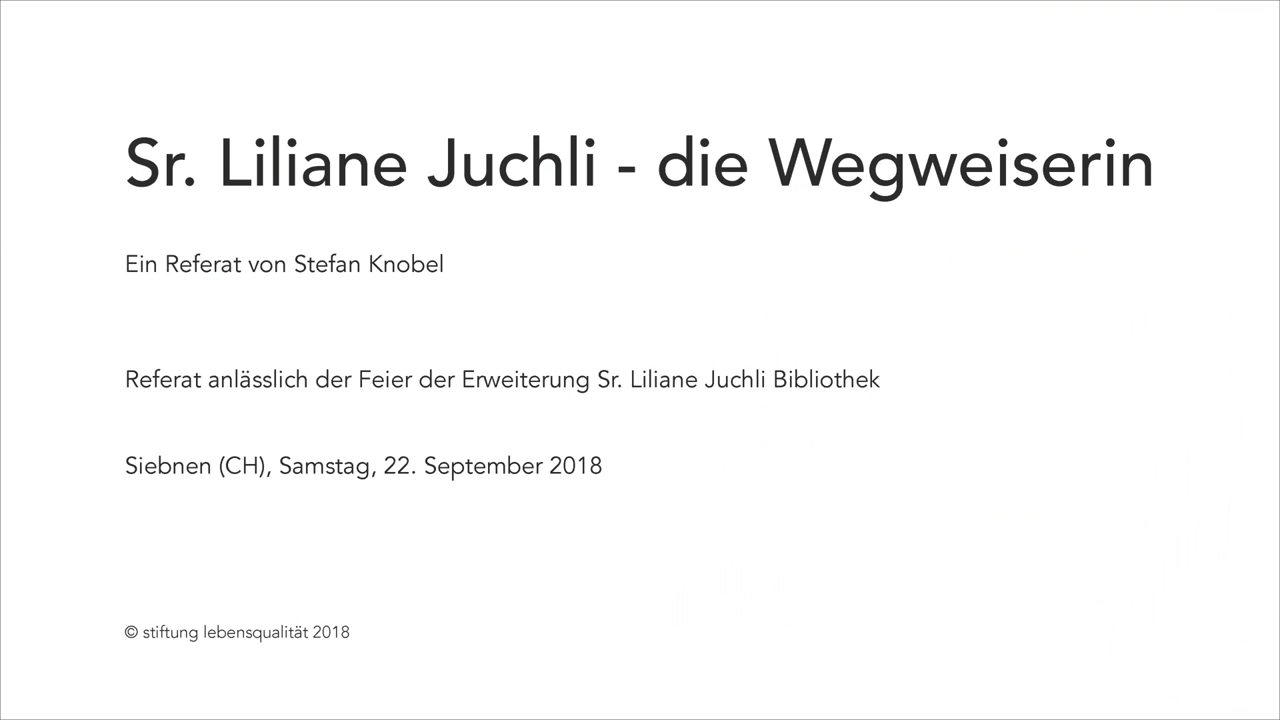 Sr. Liliane Juchli - die Wegweiserin
Ein Referat von Stefan Knobel
Referat anlässlich der Feier der Erweiterung Sr. Liliane Juchli Bibliothek
Siebnen (CH), Samstag, 22. September 2018
© stiftung lebensqualität 2018